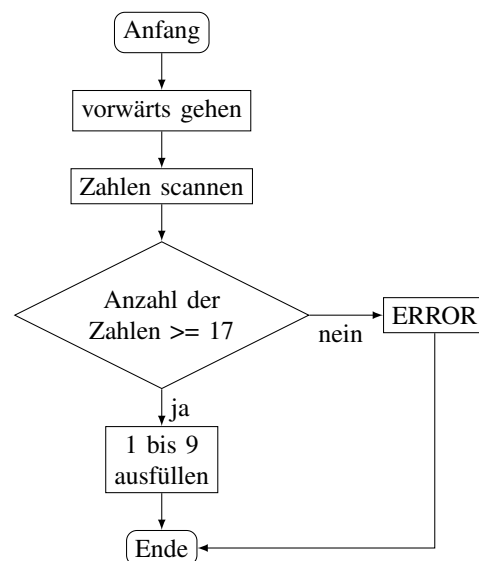 Anfang
vorwärts gehen
Zahlen scannen
Anzahl der
Zahlen >= 17
nein
ERROR
ja
1 bis 9
ausfüllen
Ende